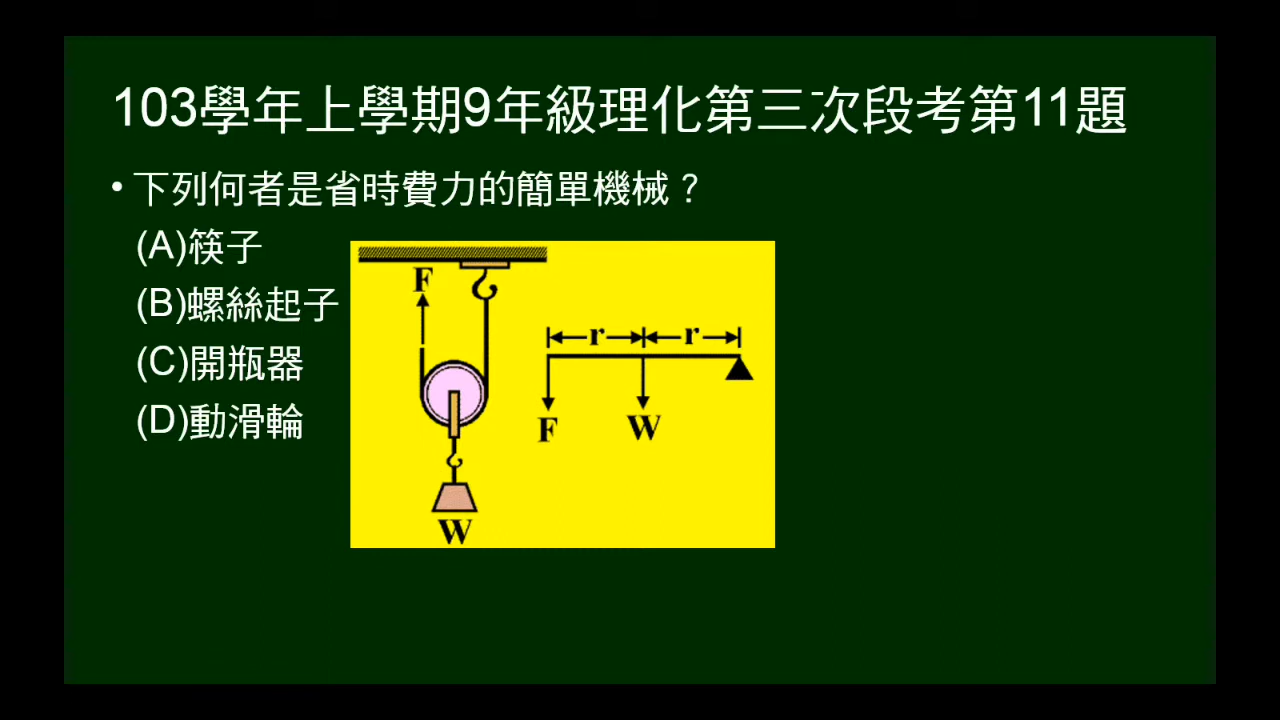 103學年上學期9年級理化第三次段考第11題
• 下列何者是省時費力的簡單機械？
(A)筷子
(B)螺絲起子
(C)開瓶器
(D)動滑輪
F
r r
F W
W